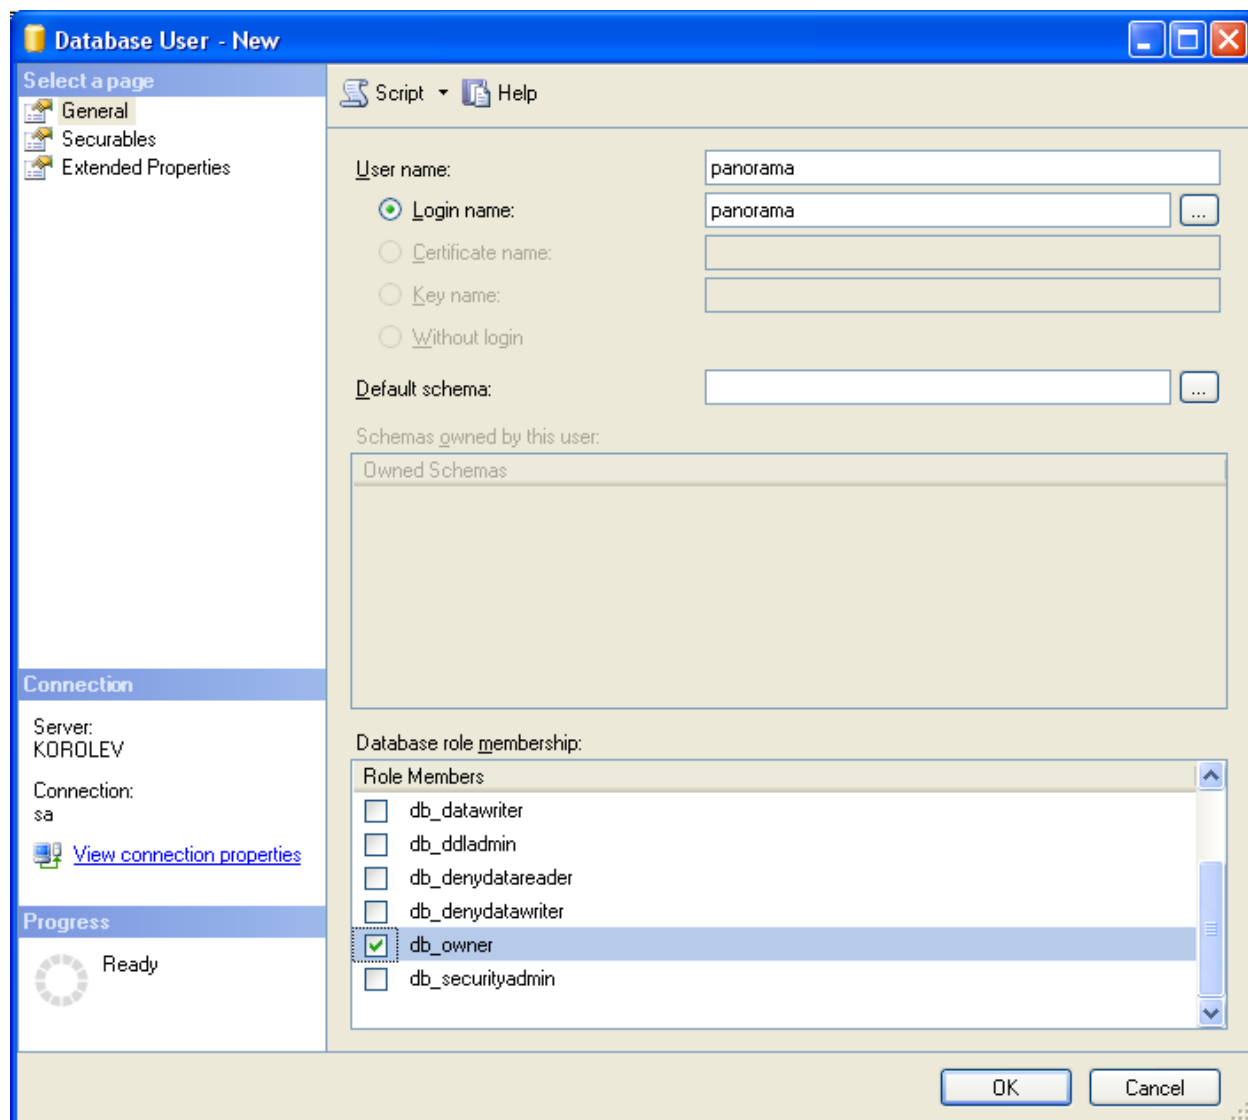 Database User - New
Select a page
General
Securables
Extended Properties
Script
Help
User name:
panorama
Login name:
panorama
...
Certificate name:
Key name:
Without login
Default schema:
...
Schemas owned by this user:
Owned Schemas
Connection
Server:
KOROLEV
Connection:
sa
View connection properties
Progress
Ready
Database role membership:
Role Members
db_datawriter
db_ddladmin
db_denydatareader
db_denydatawriter
db_owner
db_securityadmin
OK
Cancel